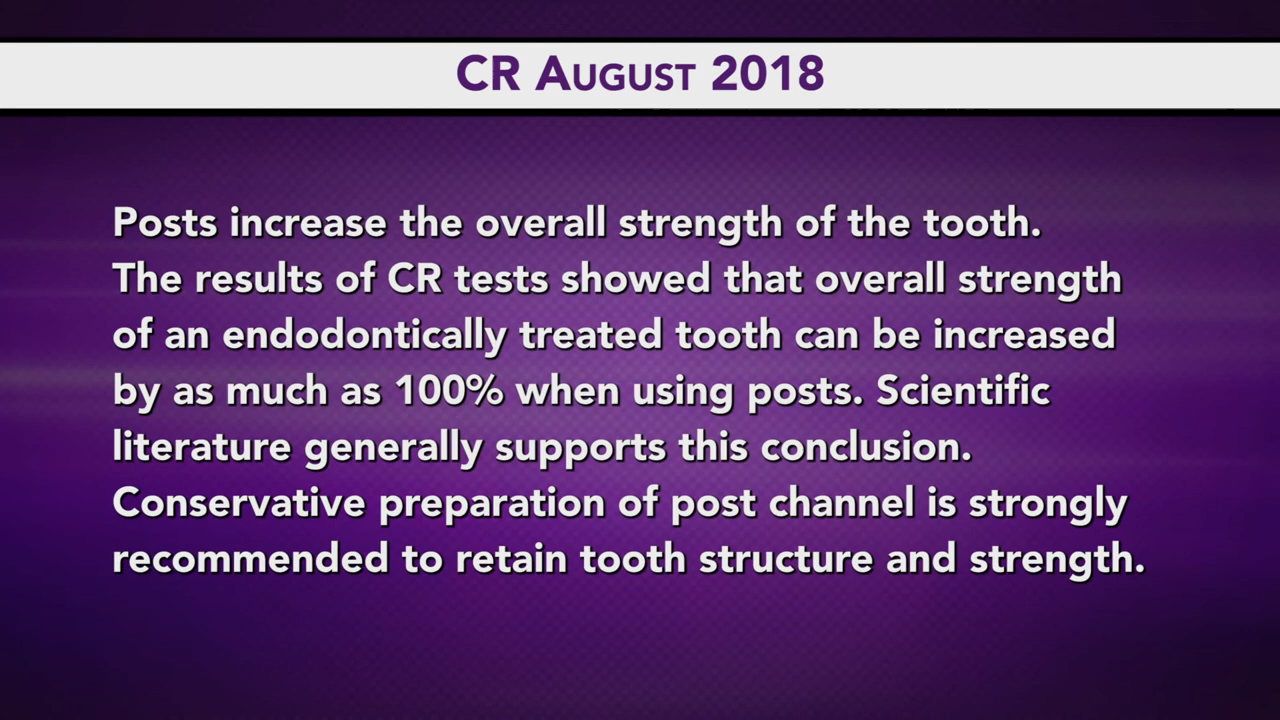 CR August 2018
Posts increase the overall strength of the tooth.
The results of CR tests showed that overall strength
of an endodontically treated tooth can be increased
by as much as 100% when using posts. Scientific
literature generally supports this conclusion.
Conservative preparation of post channel is strongly
recommended to retain tooth structure and strength.